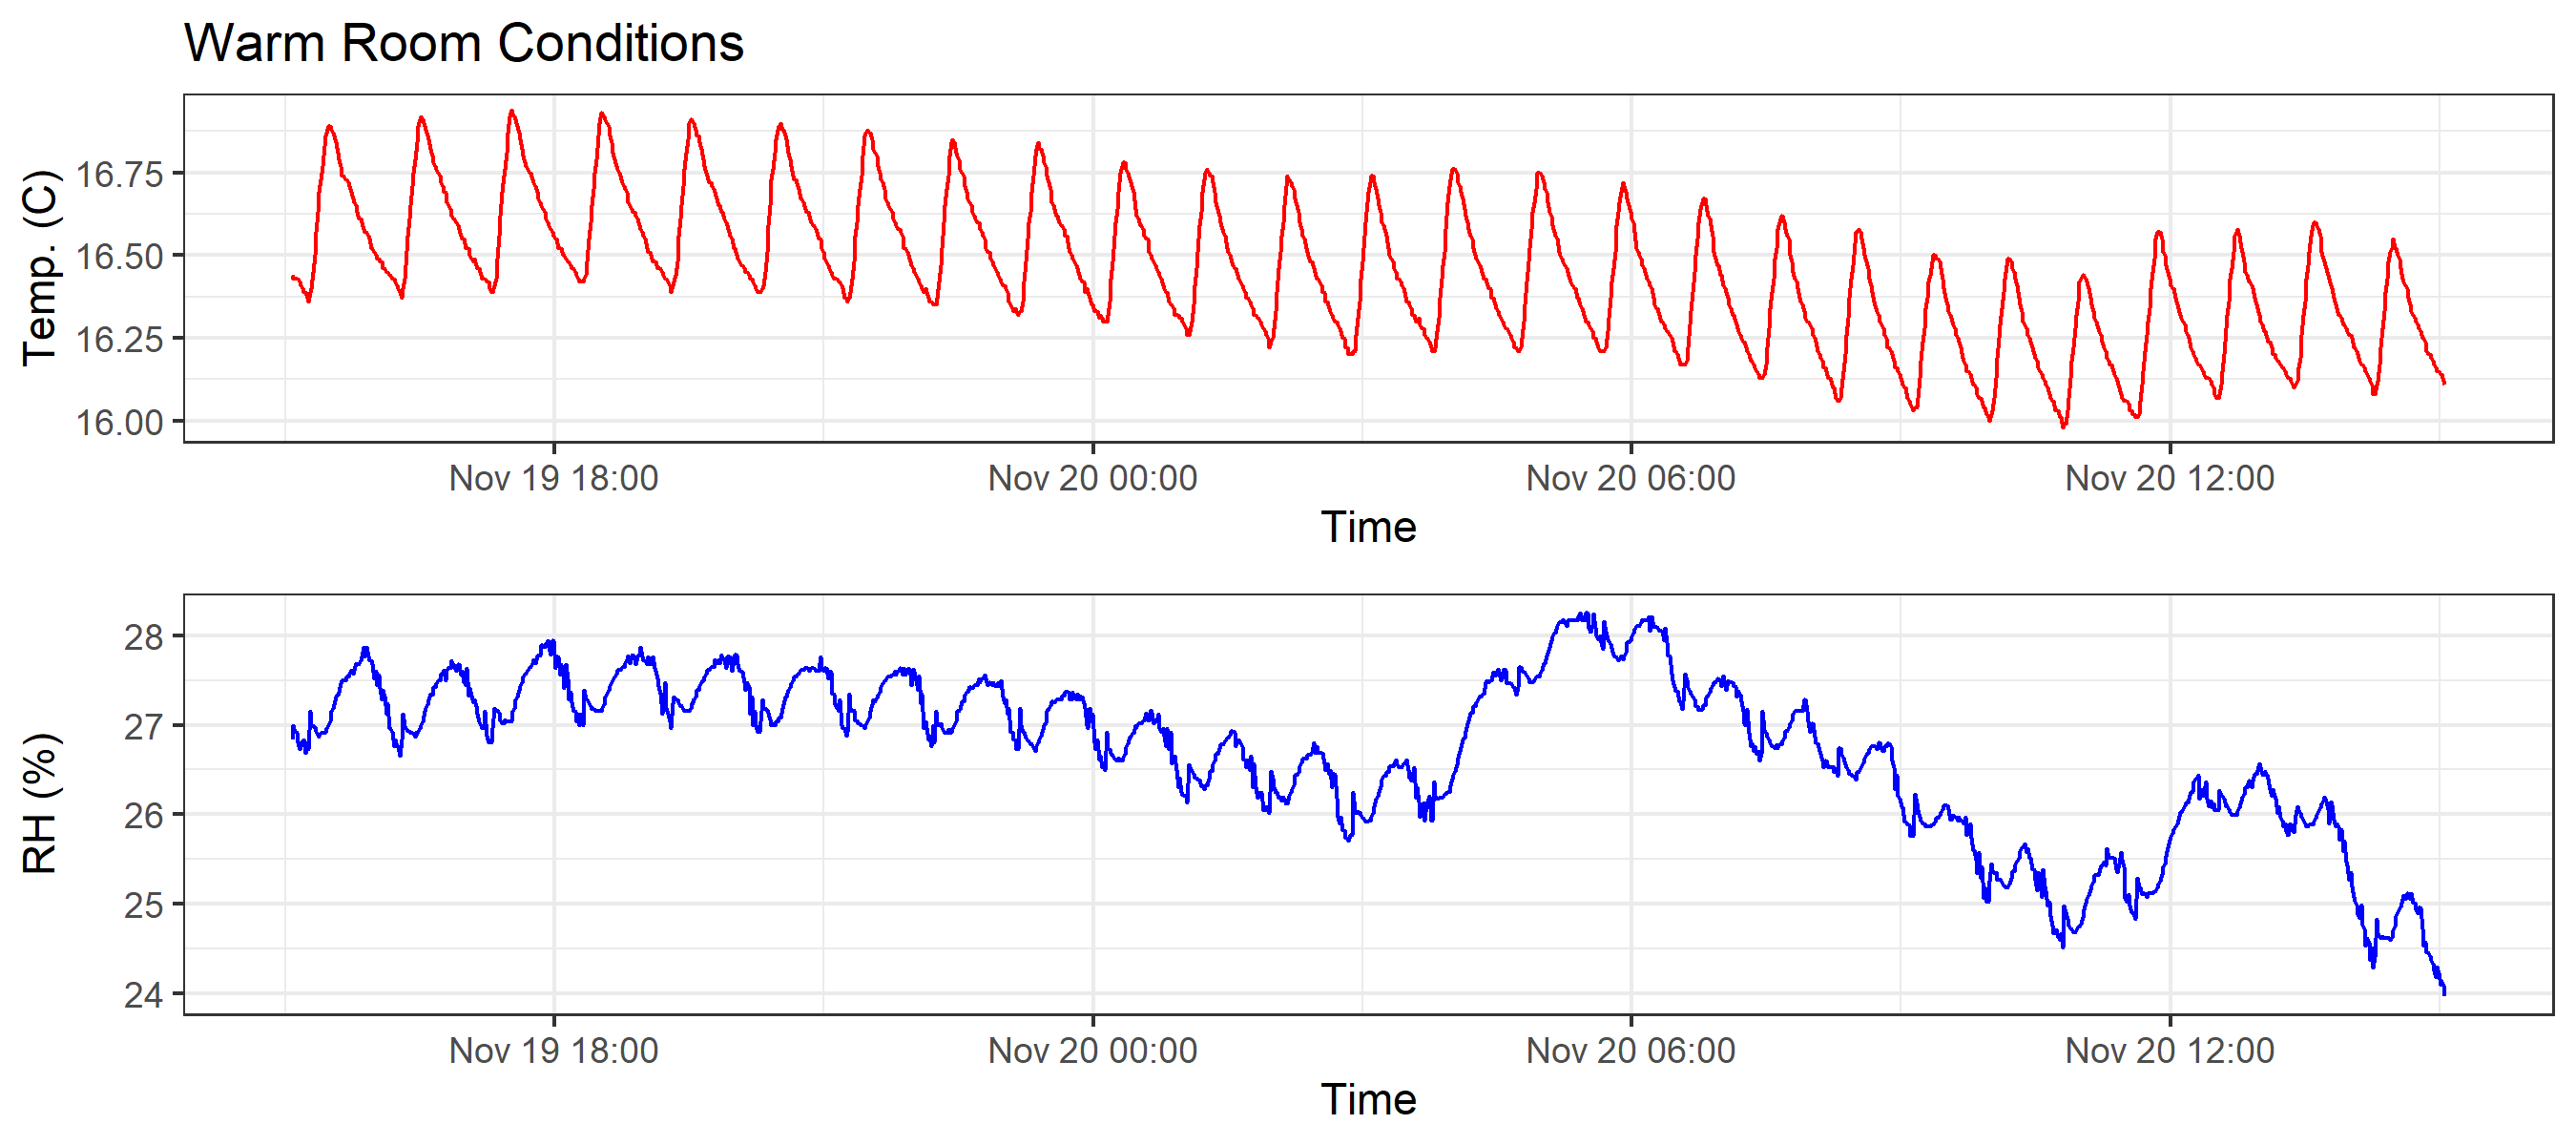 Warm Room Conditions
Temp. (C)
16.75
16.50
16.25
16.00
Nov 19 18:00 Nov 20 00:00 Nov 20 06:00 Nov 20 12:00
Time
RH (%)
28
27
26
25
24
Nov 19 18:00 Nov 20 00:00 Nov 20 06:00 Nov 20 12:00
Time